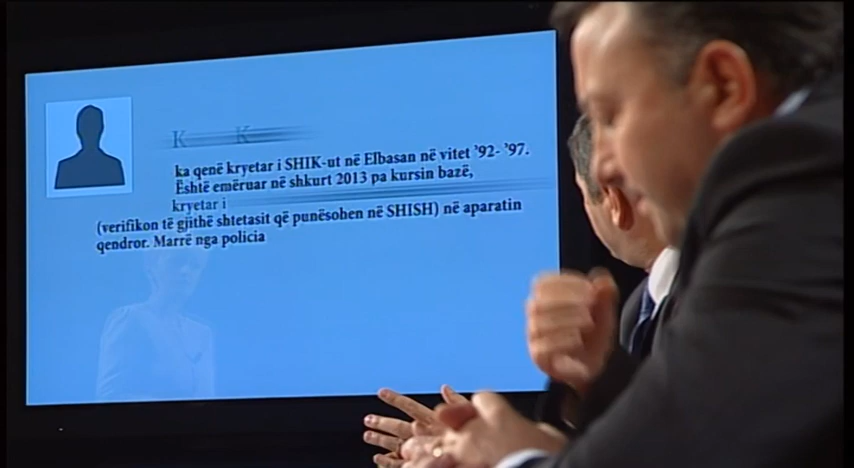 K K
ka qenë kryetar i SHIK-ut në Elbasan në vitet '92- '97.
Është emëruar në shkurt 2013 pa kursin bazë,
kryetar i
(verifikon të gjithë shtetasit që punësohen në SHISH) në aparatin
qendror. Marrë nga policia